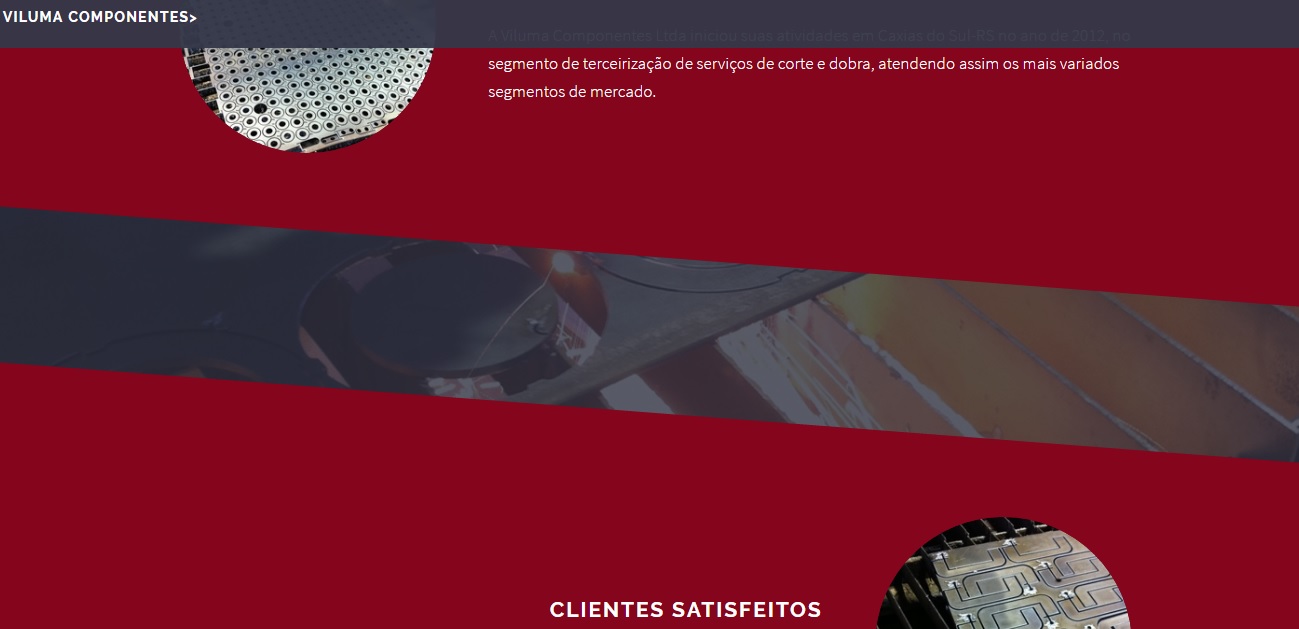 VILUMA COMPONENTES>
A Viluma Componentes Ltda iniciou suas atividades em Caxias do Sul-RS no ano de 2012, no
segmento de terceirização de serviços de corte e dobra, atendendo assim os mais variados
segmentos de mercado.
CLIENTES SATISFEITOS